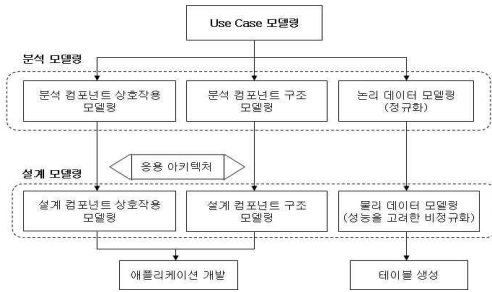 Use Case 모델링
분석 모델링
분석 컴포넌트 상호작용
모델링
분석 컴포넌트 구조
모델링
논리 데이터 모델링
(정규화)
응용 아키텍처
설계 모델링
설계 컴포넌트 상호작용
모델링
설계 컴포넌트 구조
모델링
물리 데이터 모델링
(성능을 고려한 비정규화)
애플리케이션 개발
테이블 생성